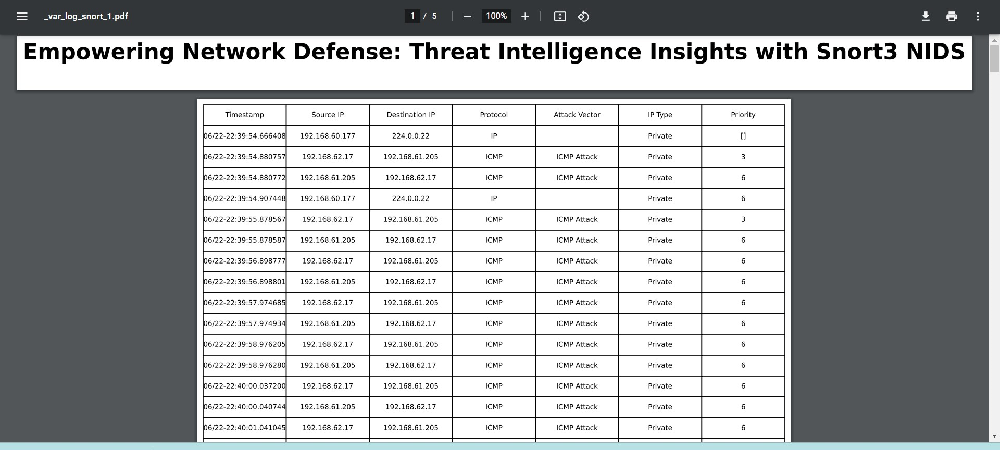 _var_log_snort_1.pdf
1 / 5
100%
Empowering Network Defense: Threat Intelligence Insights with Snort3 NIDS
Timestamp Source IP Destination IP Protocol Attack Vector IP Type Priority
06/22-22:39:54.666408 192.168.60.177 224.0.0.22 IP Private []
06/22-22:39:54.880757 192.168.62.17 192.168.61.205 ICMP ICMP Attack Private 3
06/22-22:39:54.880772 192.168.61.205 192.168.62.17 ICMP ICMP Attack Private 6
06/22-22:39:54.907448 192.168.60.177 224.0.0.22 IP Private 6
06/22-22:39:55.878567 192.168.62.17 192.168.61.205 ICMP ICMP Attack Private 3
06/22-22:39:55.878587 192.168.61.205 192.168.62.17 ICMP ICMP Attack Private 6
06/22-22:39:56.898777 192.168.62.17 192.168.61.205 ICMP ICMP Attack Private 6
06/22-22:39:56.898801 192.168.61.205 192.168.62.17 ICMP ICMP Attack Private 6
06/22-22:39:57.974685 192.168.62.17 192.168.61.205 ICMP ICMP Attack Private 6
06/22-22:39:57.974934 192.168.61.205 192.168.62.17 ICMP ICMP Attack Private 6
06/22-22:39:58.976205 192.168.62.17 192.168.61.205 ICMP ICMP Attack Private 6
06/22-22:39:58.976280 192.168.61.205 192.168.62.17 ICMP ICMP Attack Private 6
06/22-22:40:00.037200 192.168.62.17 192.168.61.205 ICMP ICMP Attack Private 6
06/22-22:40:00.040744 192.168.61.205 192.168.62.17 ICMP ICMP Attack Private 6
06/22-22:40:01.041045 192.168.62.17 192.168.61.205 ICMP ICMP Attack Private 6